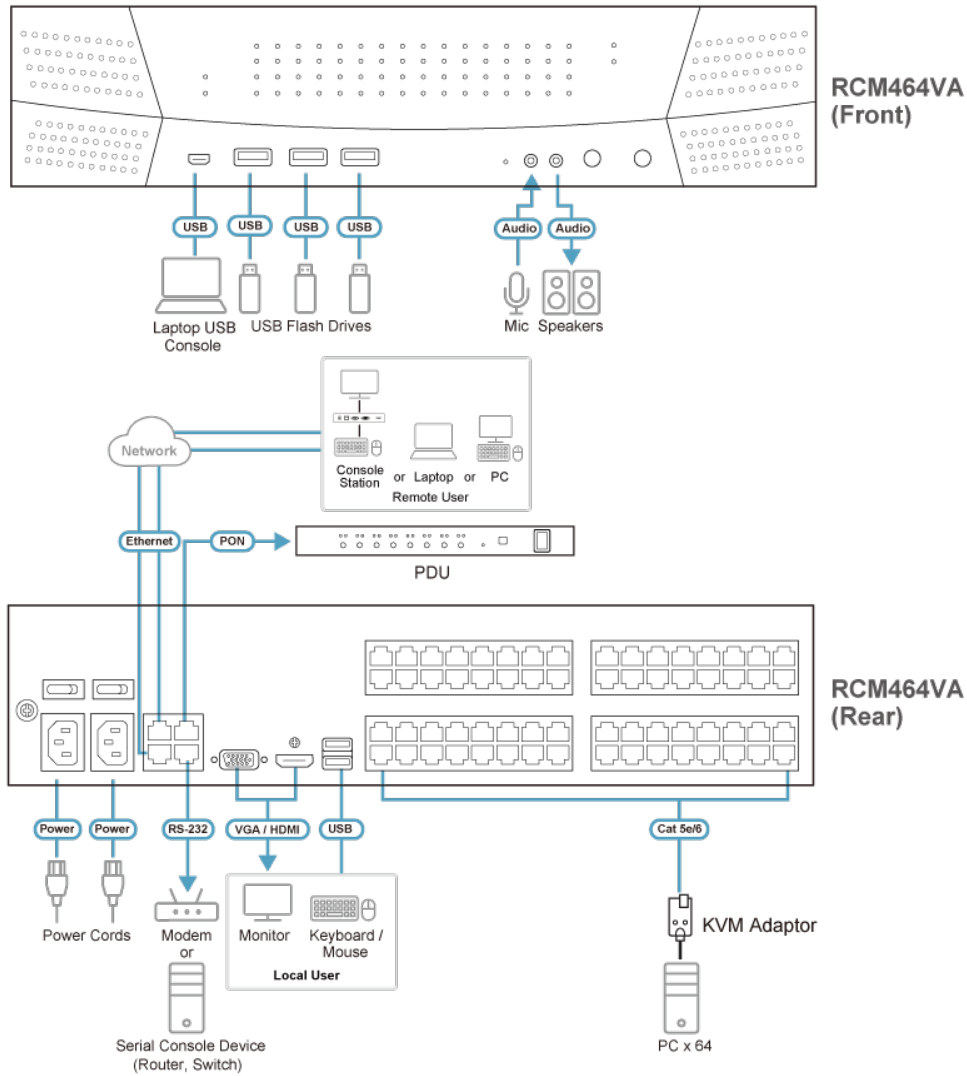 RCM464VA
(Front)
USB USB USB USB Audio Audio
Laptop USB
Console
USB Flash Drives
Mic Speakers
Network
Console
Station
or Laptop or PC
Remote User
Ethernet
PON
PDU
RCM464VA
(Rear)
Power Power RS-232 VGA / HDMI USB Cat 5e/6
KVM Adaptor
Power Cords
Modem
or
Monitor
Keyboard /
Mouse
Local User
Serial Console Device
(Router, Switch)
PC x 64